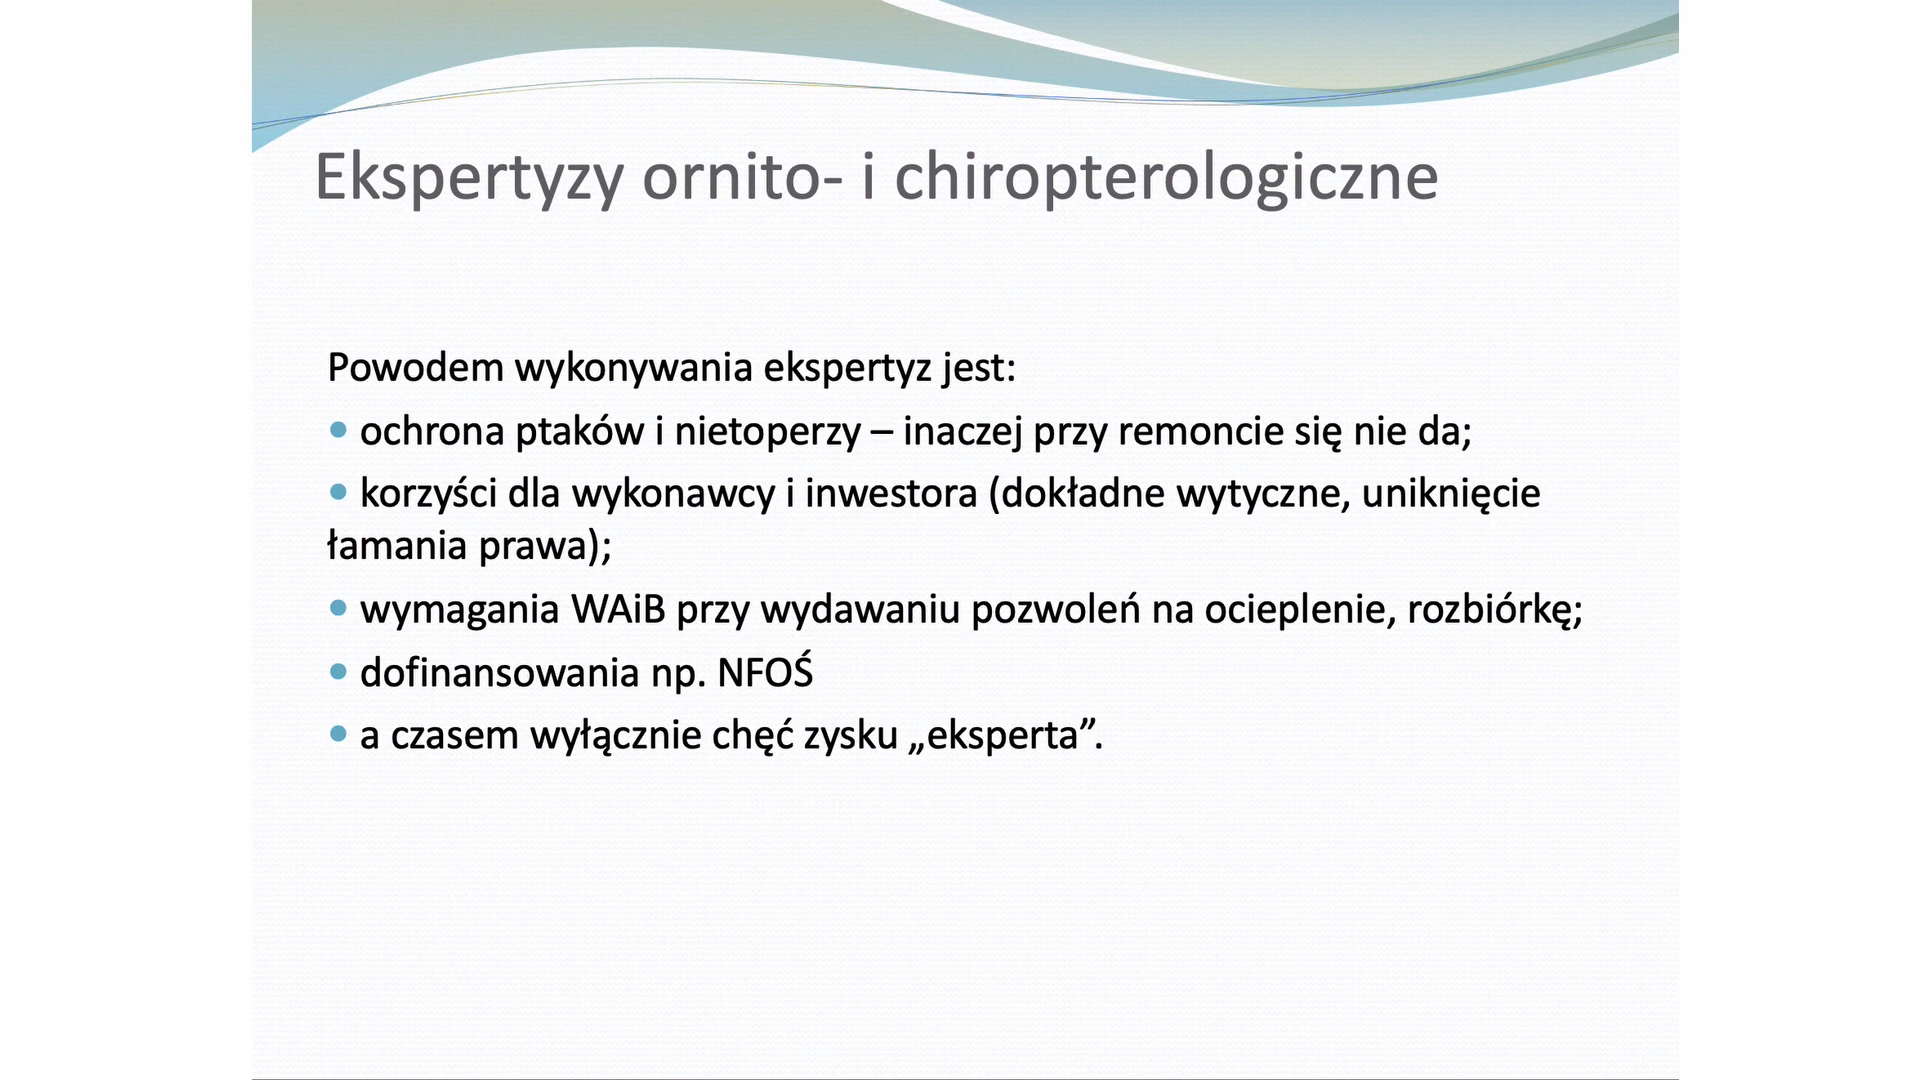 Ekspertyzy ornito- i chiropterologiczne
Powodem wykonywania ekspertyz jest:
• ochrona ptaków i nietoperzy – inaczej przy remoncie się nie da;
• korzyści dla wykonawcy i inwestora (dokładne wytyczne, uniknięcie
łamania prawa);
• wymagania WAiB przy wydawaniu pozwoleń na ocieplenie, rozbiórkę;
• dofinansowania np. NFOŚ
• a czasem wyłącznie chęć zysku „eksperta”.